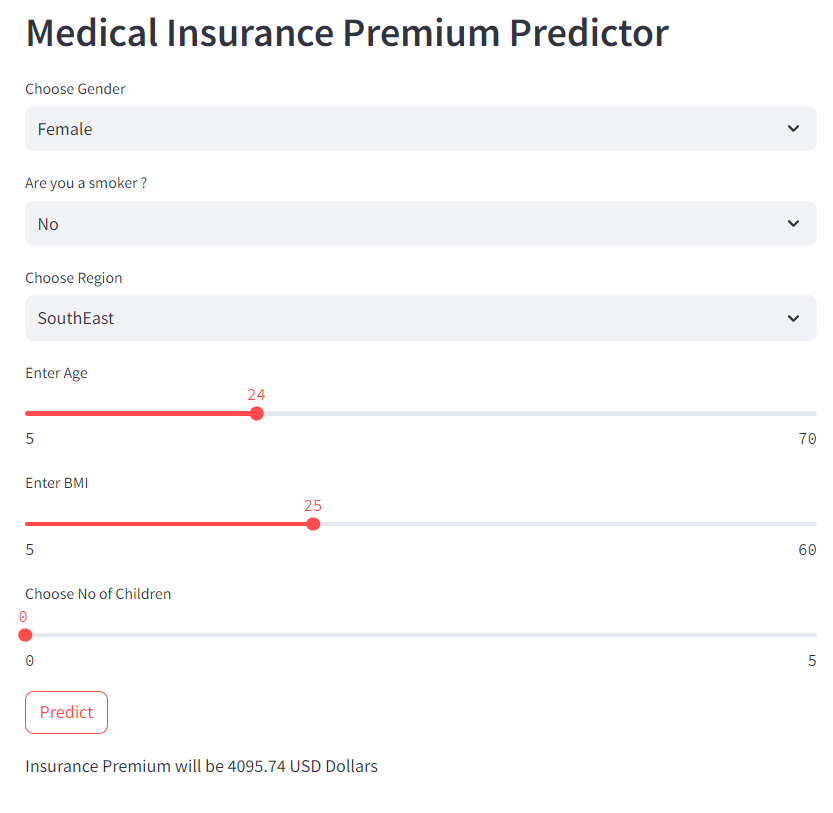 Medical Insurance Premium Predictor
Choose Gender
Female
Are you a smoker ?
No
Choose Region
SouthEast
Enter Age
24
5 70
Enter BMI
25
5 60
Choose No of Children
0
0 5
Predict
Insurance Premium will be 4095.74 USD Dollars